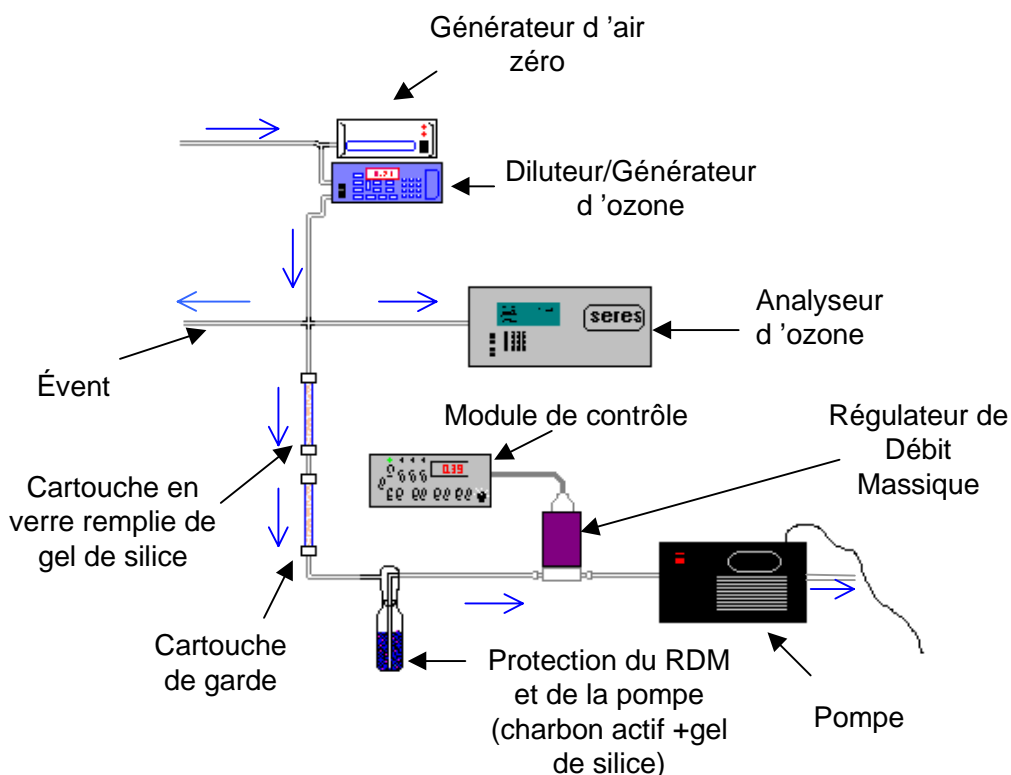 Générateur d ’air
zéro
Diluteur/Générateur
d ’ozone
seres
Analyseur
d ’ozone
Évent
Module de contrôle
0.39
Régulateur de
Débit
Massique
Cartouche en
verre remplie de
gel de silice
Cartouche
de garde
Protection du RDM
et de la pompe
(charbon actif +gel
de silice)
Pompe